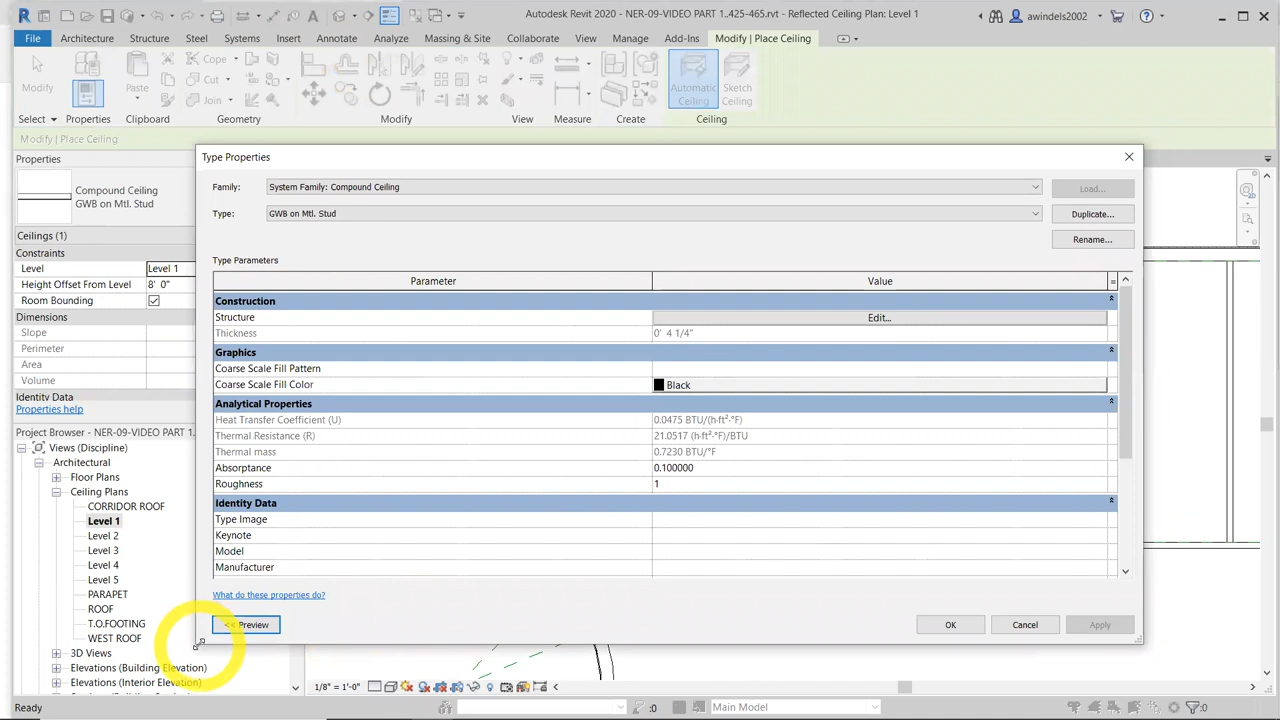 Autodesk Revit 2020 - NER-09-VIDEO PART 1..425-465.rvt - Reflected Ceiling Plan: Level 1
awindels2002
File Architecture Structure Steel Systems Insert Annotate Analyze Massing & Site Collaborate View Manage Add-Ins Modify | Place Ceiling
Modify
Paste
Cope
Cut
Join
Automatic Ceiling
Sketch Ceiling
Select Properties Clipboard Geometry Modify View Measure Create Ceiling
Modify | Place Ceiling
Properties
Compound Ceiling
GWB on Mtl. Stud
Ceilings (1)
Constraints
Level Level 1
Height Offset From Level 8' 0"
Room Bounding
Dimensions
Slope
Perimeter
Area
Volume
Identity Data
Properties help
Project Browser - NER-09-VIDEO PART 1...
Views (Discipline)
Architectural
Floor Plans
Ceiling Plans
CORRIDOR ROOF
Level 1
Level 2
Level 3
Level 4
Level 5
PARAPET
ROOF
T.O.FOOTING
WEST ROOF
3D Views
Elevations (Building Elevation)
Elevations (Interior Elevation)
Type Properties
Family: System Family: Compound Ceiling Load...
Type: GWB on Mtl. Stud Duplicate...
Rename...
Type Parameters
Parameter Value =
Construction
Structure Edit...
Thickness 0' 4 1/4"
Graphics
Coarse Scale Fill Pattern
Coarse Scale Fill Color Black
Analytical Properties
Heat Transfer Coefficient (U) 0.0475 BTU/(h·ft²·°F)
Thermal Resistance (R) 21.0517 (h·ft²·°F)/BTU
Thermal mass 0.7230 BTU/°F
Absorptance 0.100000
Roughness 1
Identity Data
Type Image
Keynote
Model
Manufacturer
What do these properties do?
<< Preview OK Cancel Apply
1/8" = 1'-0"
Ready :0 Main Model :0